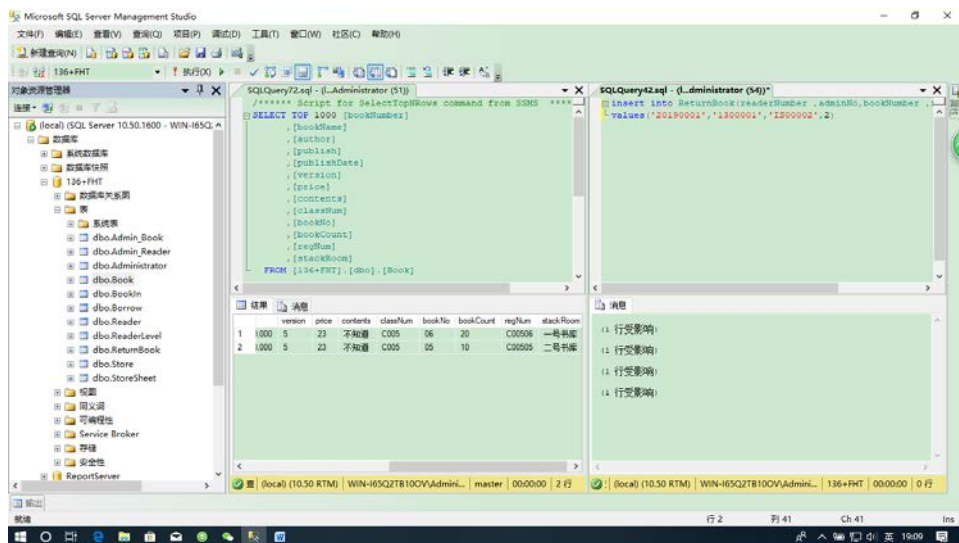 Microsoft SQL Server Management Studio
文件(F) 编辑(E) 查看(V) 查询(Q) 项目(P) 调试(D) 工具(T) 窗口(W) 社区(C) 帮助(H)
新建查询(N)
136+FHT 执行(X)
对象资源管理器
连接
(local) (SQL Server 10.50.1600 - WIN-I65Q2
数据库
系统数据库
数据库快照
136+FHT
数据库关系图
表
系统表
dbo.Admin_Book
dbo.Admin_Reader
dbo.Administrator
dbo.Book
dbo.BookIn
dbo.Borrow
dbo.Reader
dbo.ReaderLevel
dbo.ReturnBook
dbo.Store
dbo.StoreSheet
视图
同义词
可编程性
Service Broker
存储
安全性
ReportServer
SQLQuery72.sql - (l...Administrator (51))
/****** Script for SelectTopNRows command from SSMS ****
SELECT TOP 1000 [bookNumber]
,[bookName]
,[author]
,[publish]
,[publishDate]
,[version]
,[price]
,[contents]
,[classNum]
,[bookNo]
,[bookCount]
,[regNum]
,[stackRoom]
FROM [136+FHT].[dbo].[Book]
结果 消息
version price contents classNum bookNo bookCount regNum stackRoom
1 :.000 5 23 不知道 C005 06 20 C00506 一号书库
2 :.000 5 23 不知道 C005 05 10 C00505 二号书库
(local) (10.50 RTM) WIN-I65Q2TB10OV\Admini... master 00:00:00 2 行
SQLQuery42.sql - (l...dministrator (54))*
insert into ReturnBook(readerNumber ,adminNo,bookNumber ,
values('20190001','1300001','IS00002',2)
消息
(1 行受影响)
(1 行受影响)
(1 行受影响)
(1 行受影响)
(local) (10.50 RTM) WIN-I65Q2TB10OV\Admini... 136+FHT 00:00:00 0 行
输出
就绪
行 2 列 41 Ch 41 Ins
英 19:09